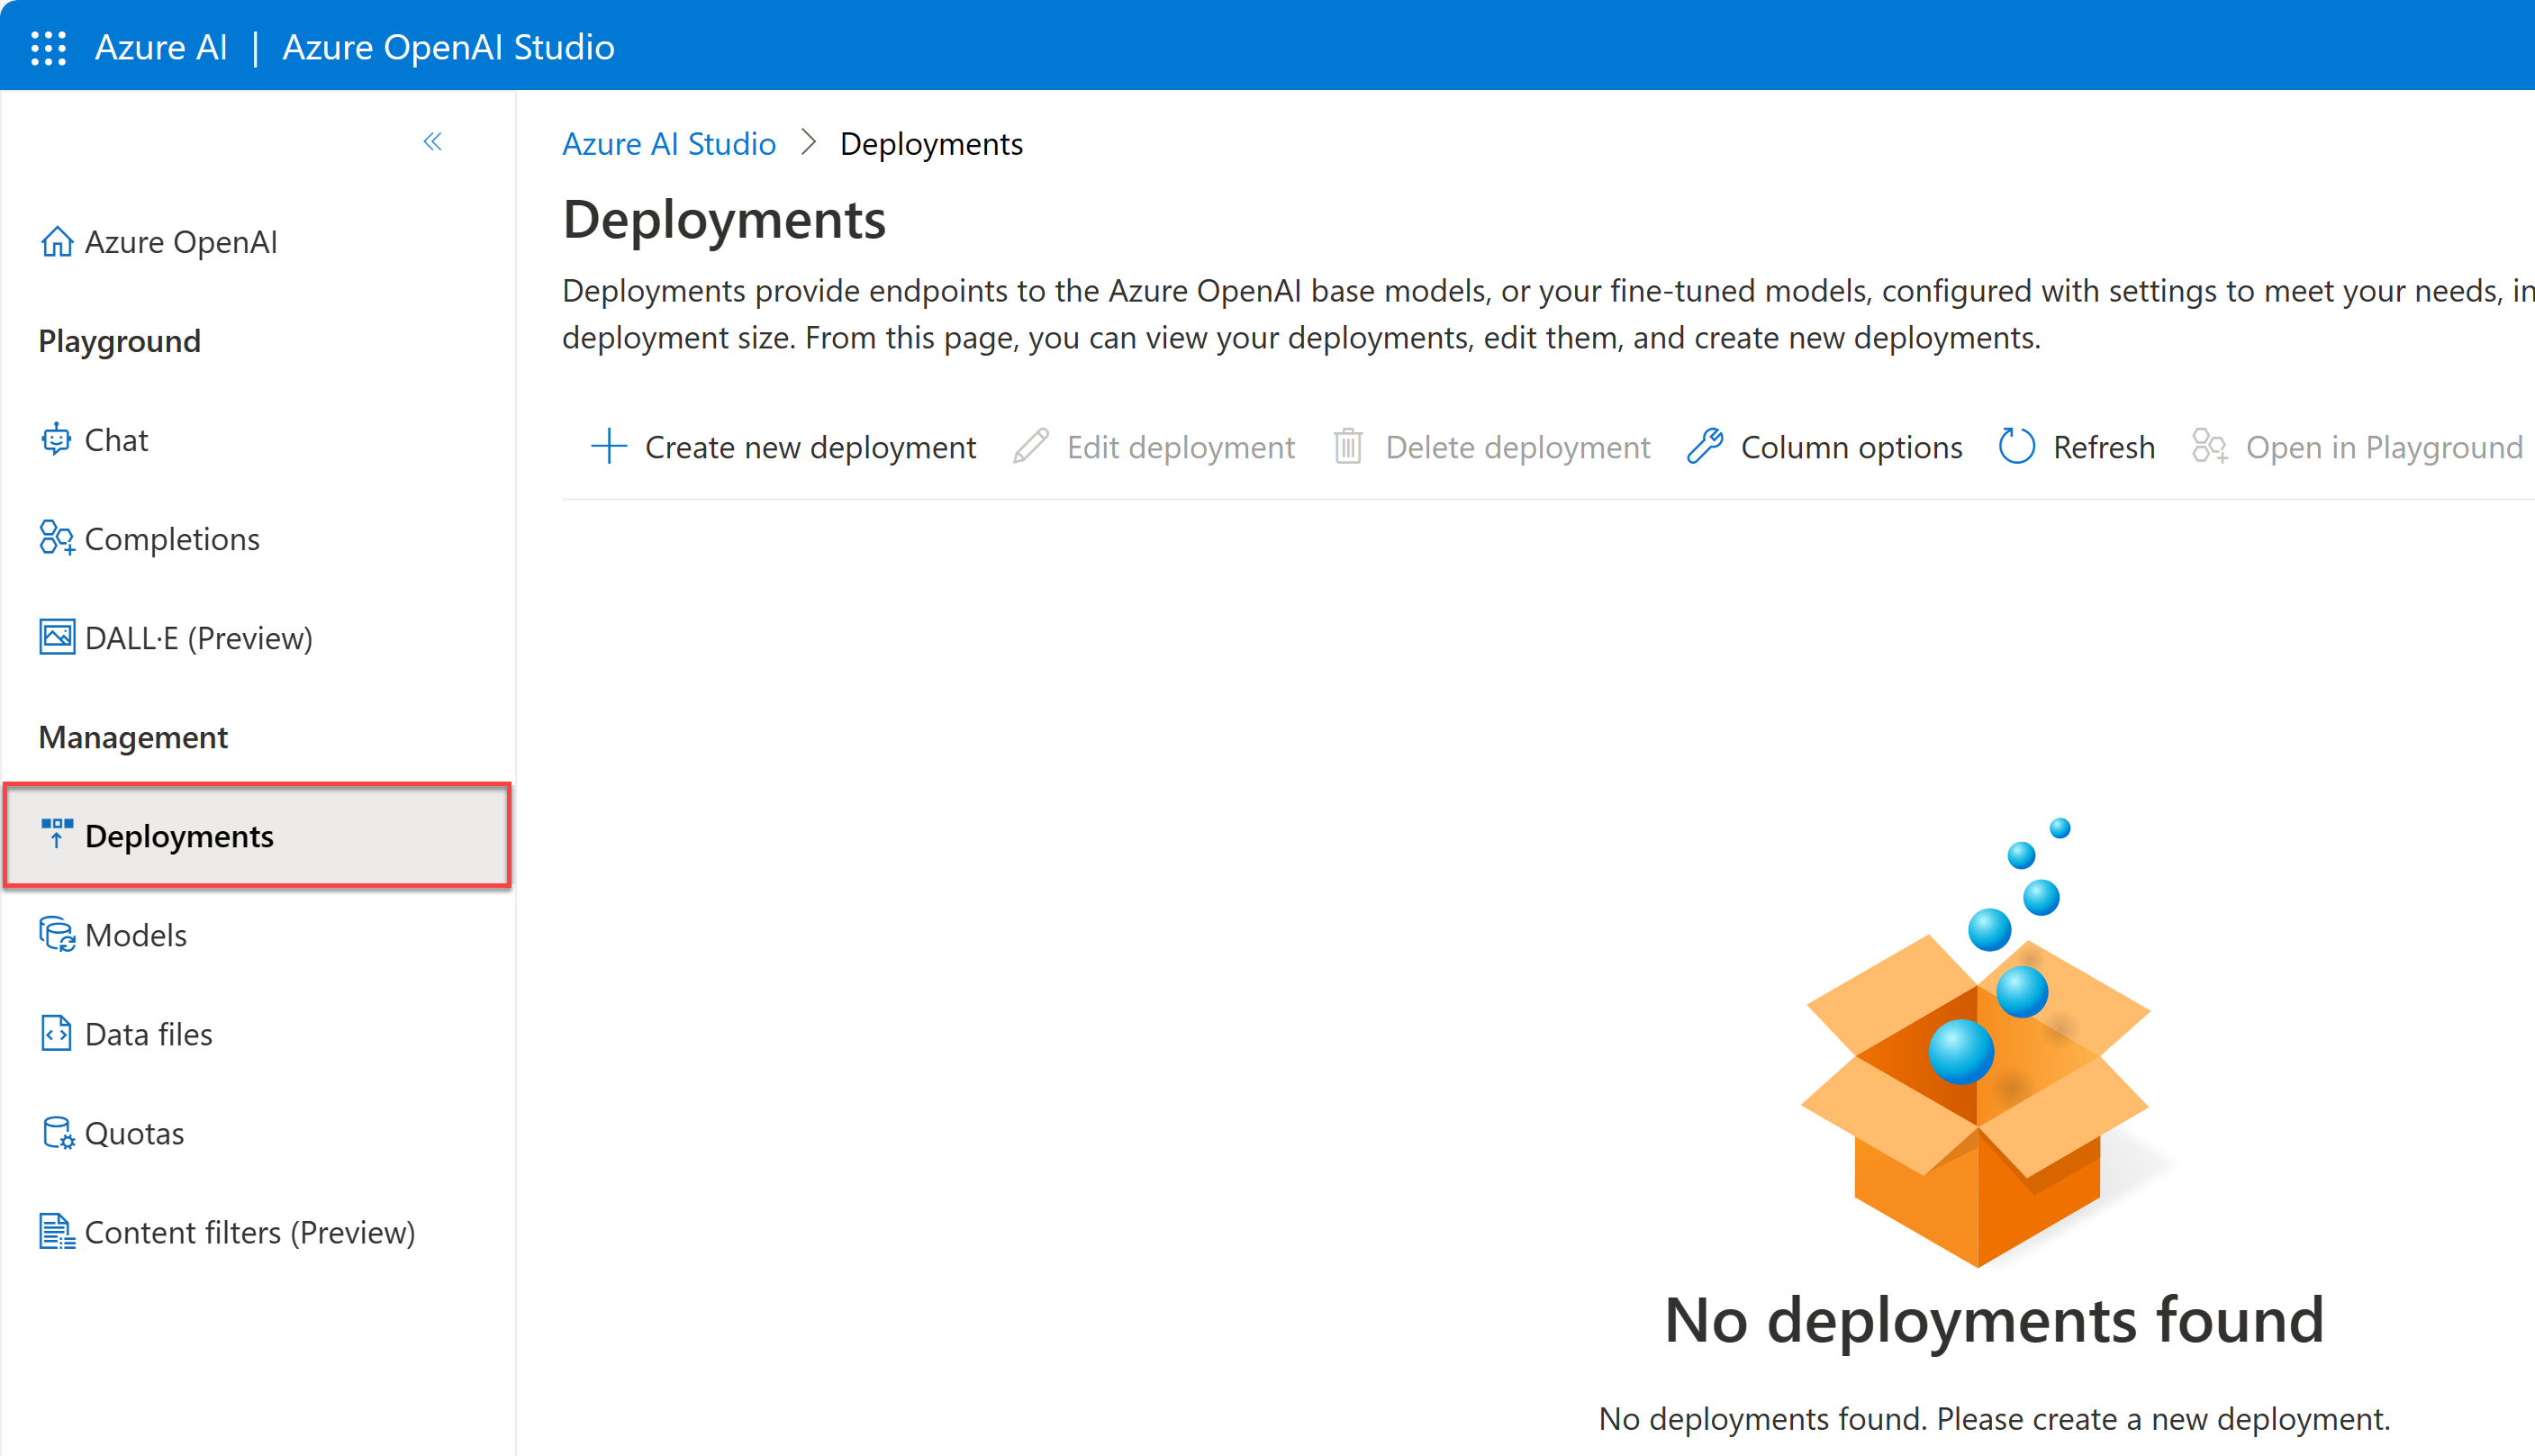 Azure AI | Azure OpenAI Studio
Azure OpenAI
Playground
Chat
Completions
DALL·E (Preview)
Management
Deployments
Models
Data files
Quotas
Content filters (Preview)
Azure AI Studio > Deployments
Deployments
Deployments provide endpoints to the Azure OpenAI base models, or your fine-tuned models, configured with settings to meet your needs, in
deployment size. From this page, you can view your deployments, edit them, and create new deployments.
Create new deployment Edit deployment Delete deployment Column options Refresh Open in Playground
No deployments found
No deployments found. Please create a new deployment.